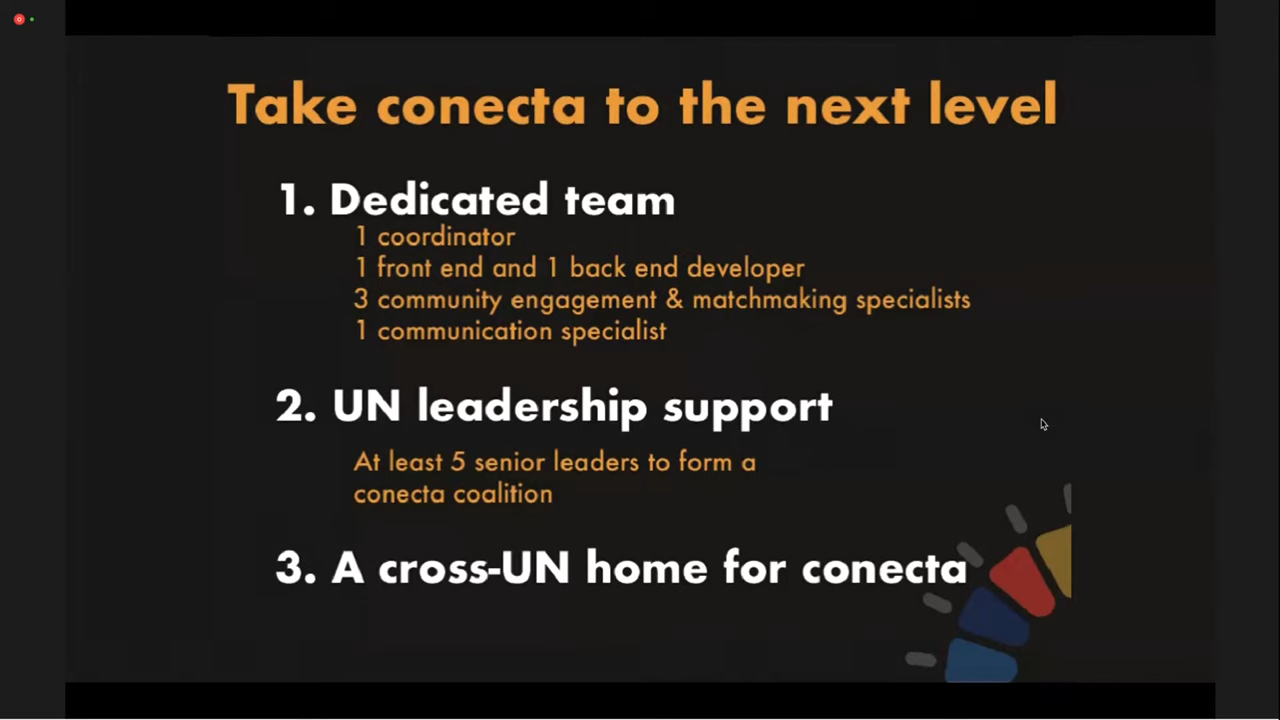 Take conecta to the next level
1. Dedicated team
1 coordinator
1 front end and 1 back end developer
3 community engagement & matchmaking specialists
1 communication specialist
2. UN leadership support
At least 5 senior leaders to form a
conecta coalition
3. A cross-UN home for conecta